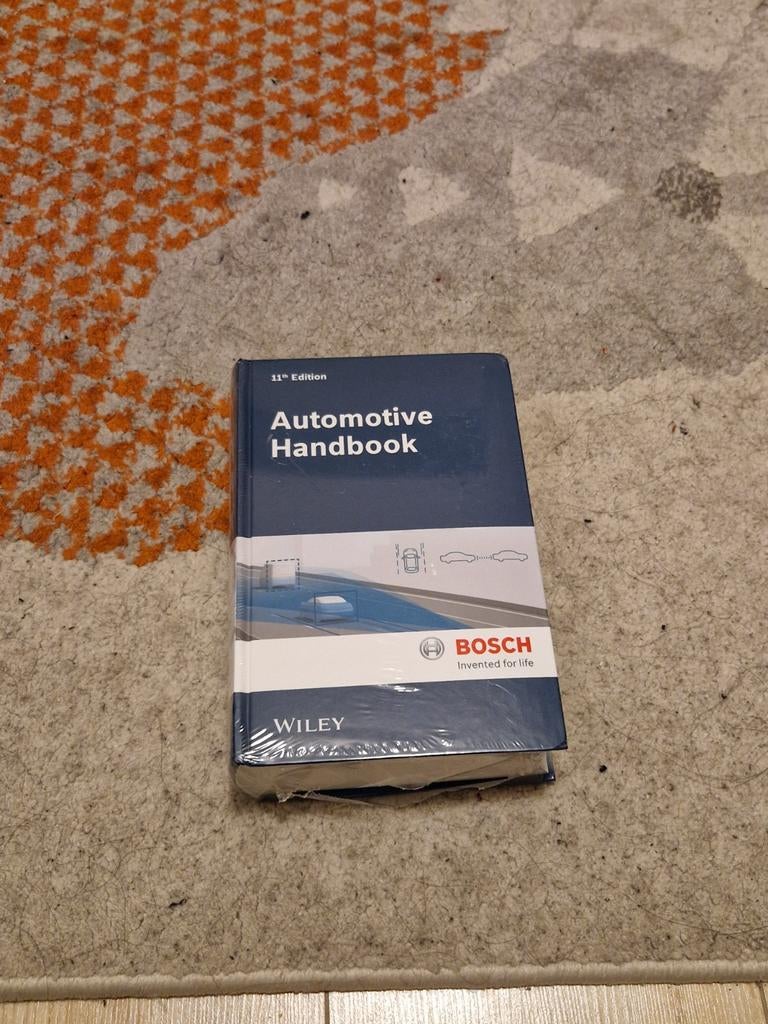 11th Edition
Automotive
Handbook
BOSCH
Invented for life
WILEY